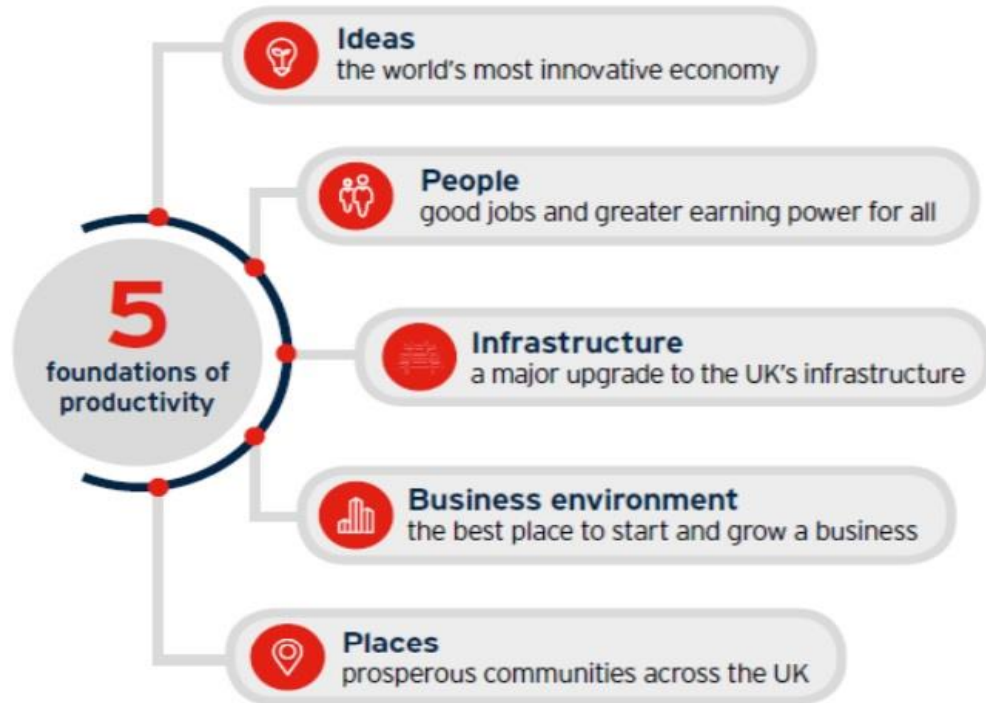 Ideas
the world's most innovative economy
People
good jobs and greater earning power for all
5
foundations of
productivity
Infrastructure
a major upgrade to the UK's infrastructure
Business environment
the best place to start and grow a business
Places
prosperous communities across the UK